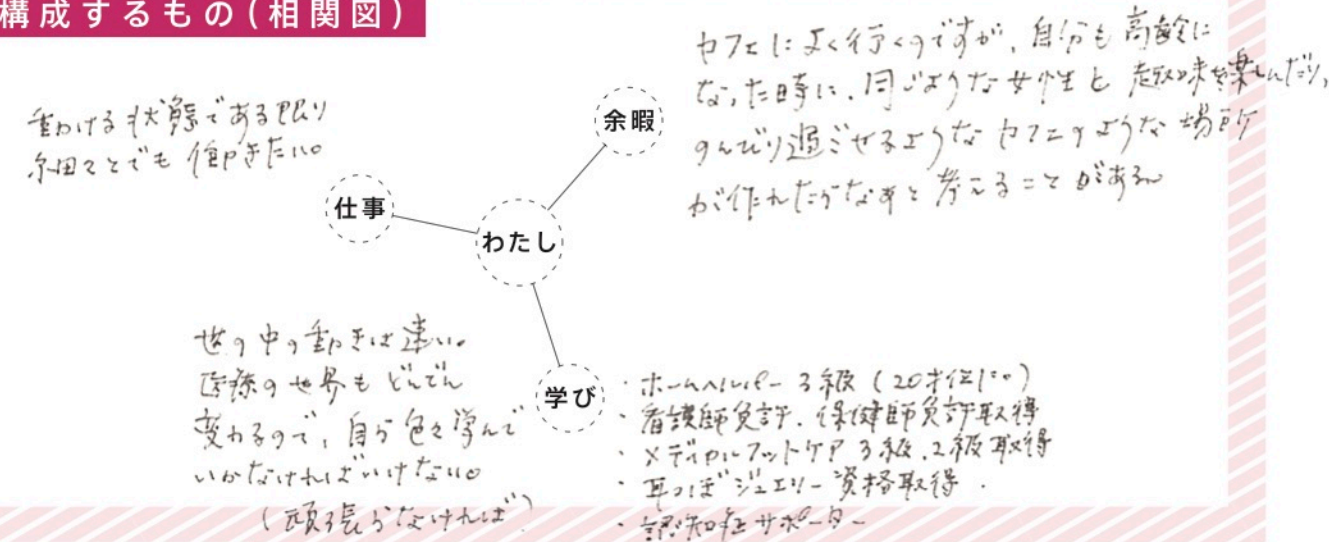 構成するもの(相関図)
動ける状態である限り
細々とでも働きたい。
仕事
わたし
余暇
カフェによく行くのですが、自分も高齢に
なった時に、同じような女性と趣味を楽しんだり、
のんびり過ごせるようなカフェのような場所
が作れたらなぁと考えることがある。
世の中の動きは速い。
医療の世界もどんどん
変わるので、自ら色々学んで
いかなければいけない。
(頑張らなければ)
学び
・ホームヘルパー3級(20才位に。)
・看護師免許、保健師免許取得
・メディカルフットケア3級、2級取得
・耳つぼジュエリー資格取得.
・認知症サポーター